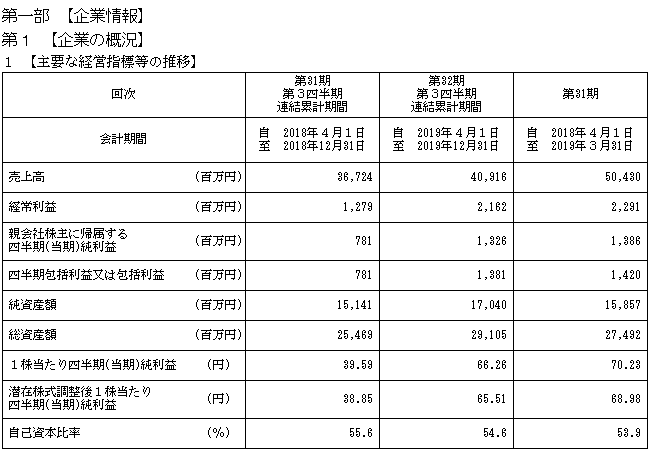 第一部 【企業情報】
第１ 【企業の概況】
１ 【主要な経営指標等の推移】
回次 第31期 第３四半期 連結累計期間 第32期 第３四半期 連結累計期間 第31期
会計期間 自 2018年４月１日 至 2018年12月31日 自 2019年４月１日 至 2019年12月31日 自 2018年４月１日 至 2019年３月31日
売上高 (百万円) 36,724 40,916 50,430
経常利益 (百万円) 1,279 2,162 2,291
親会社株主に帰属する 四半期(当期)純利益 (百万円) 781 1,326 1,386
四半期包括利益又は包括利益 (百万円) 781 1,381 1,420
純資産額 (百万円) 15,141 17,040 15,857
総資産額 (百万円) 25,469 29,105 27,492
１株当たり四半期(当期)純利益 (円) 39.59 66.26 70.23
潜在株式調整後１株当たり 四半期(当期)純利益 (円) 38.85 65.51 68.98
自己資本比率 (％) 55.6 54.6 53.9